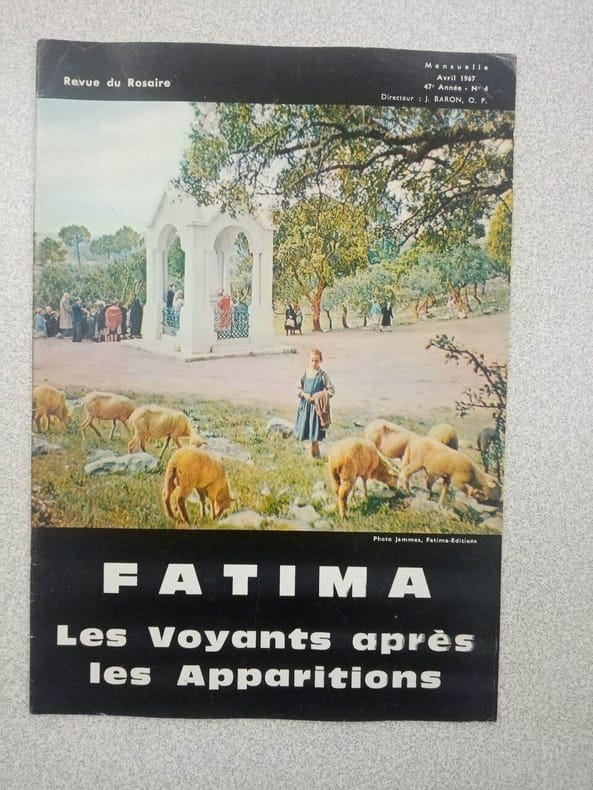 Revue du Rosaire
Mensuelle
Avril 1967
47e Année - No 4
Directeur : J. BARON, O. P.
Photo Jammes, Fatima-Editions
FATIMA
Les Voyants après
les Apparitions